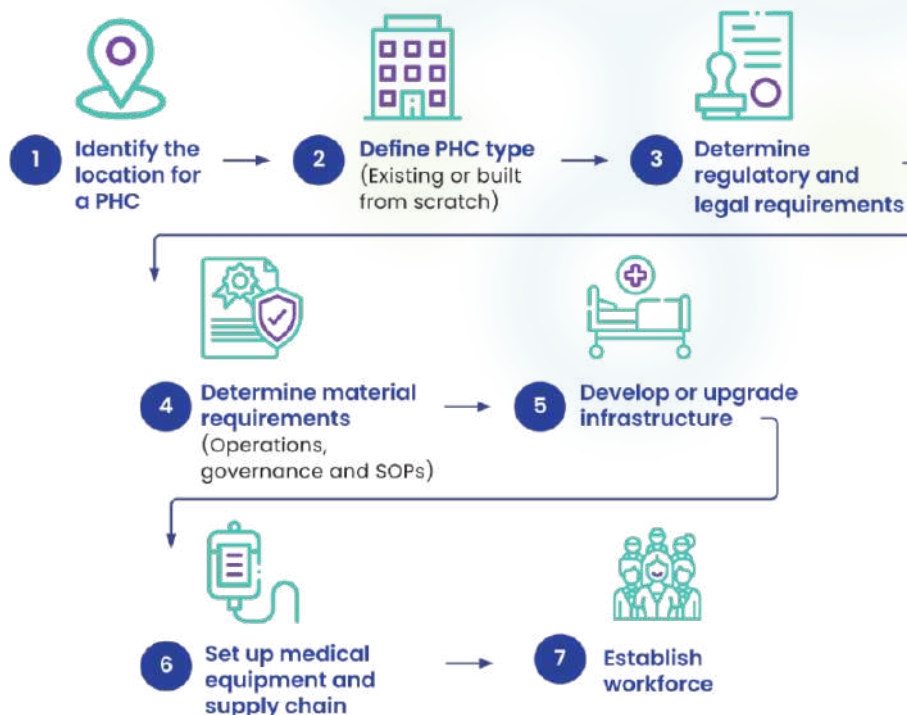 1
Identify the
location for
a PHC
2
Define PHC type
(Existing or built
from scratch)
3
Determine
regulatory and
legal requirements
4
Determine material
requirements
(Operations,
governance and SOPs)
5
Develop or upgrade
infrastructure
6
Set up medical
equipment and
supply chain
7
Establish
workforce